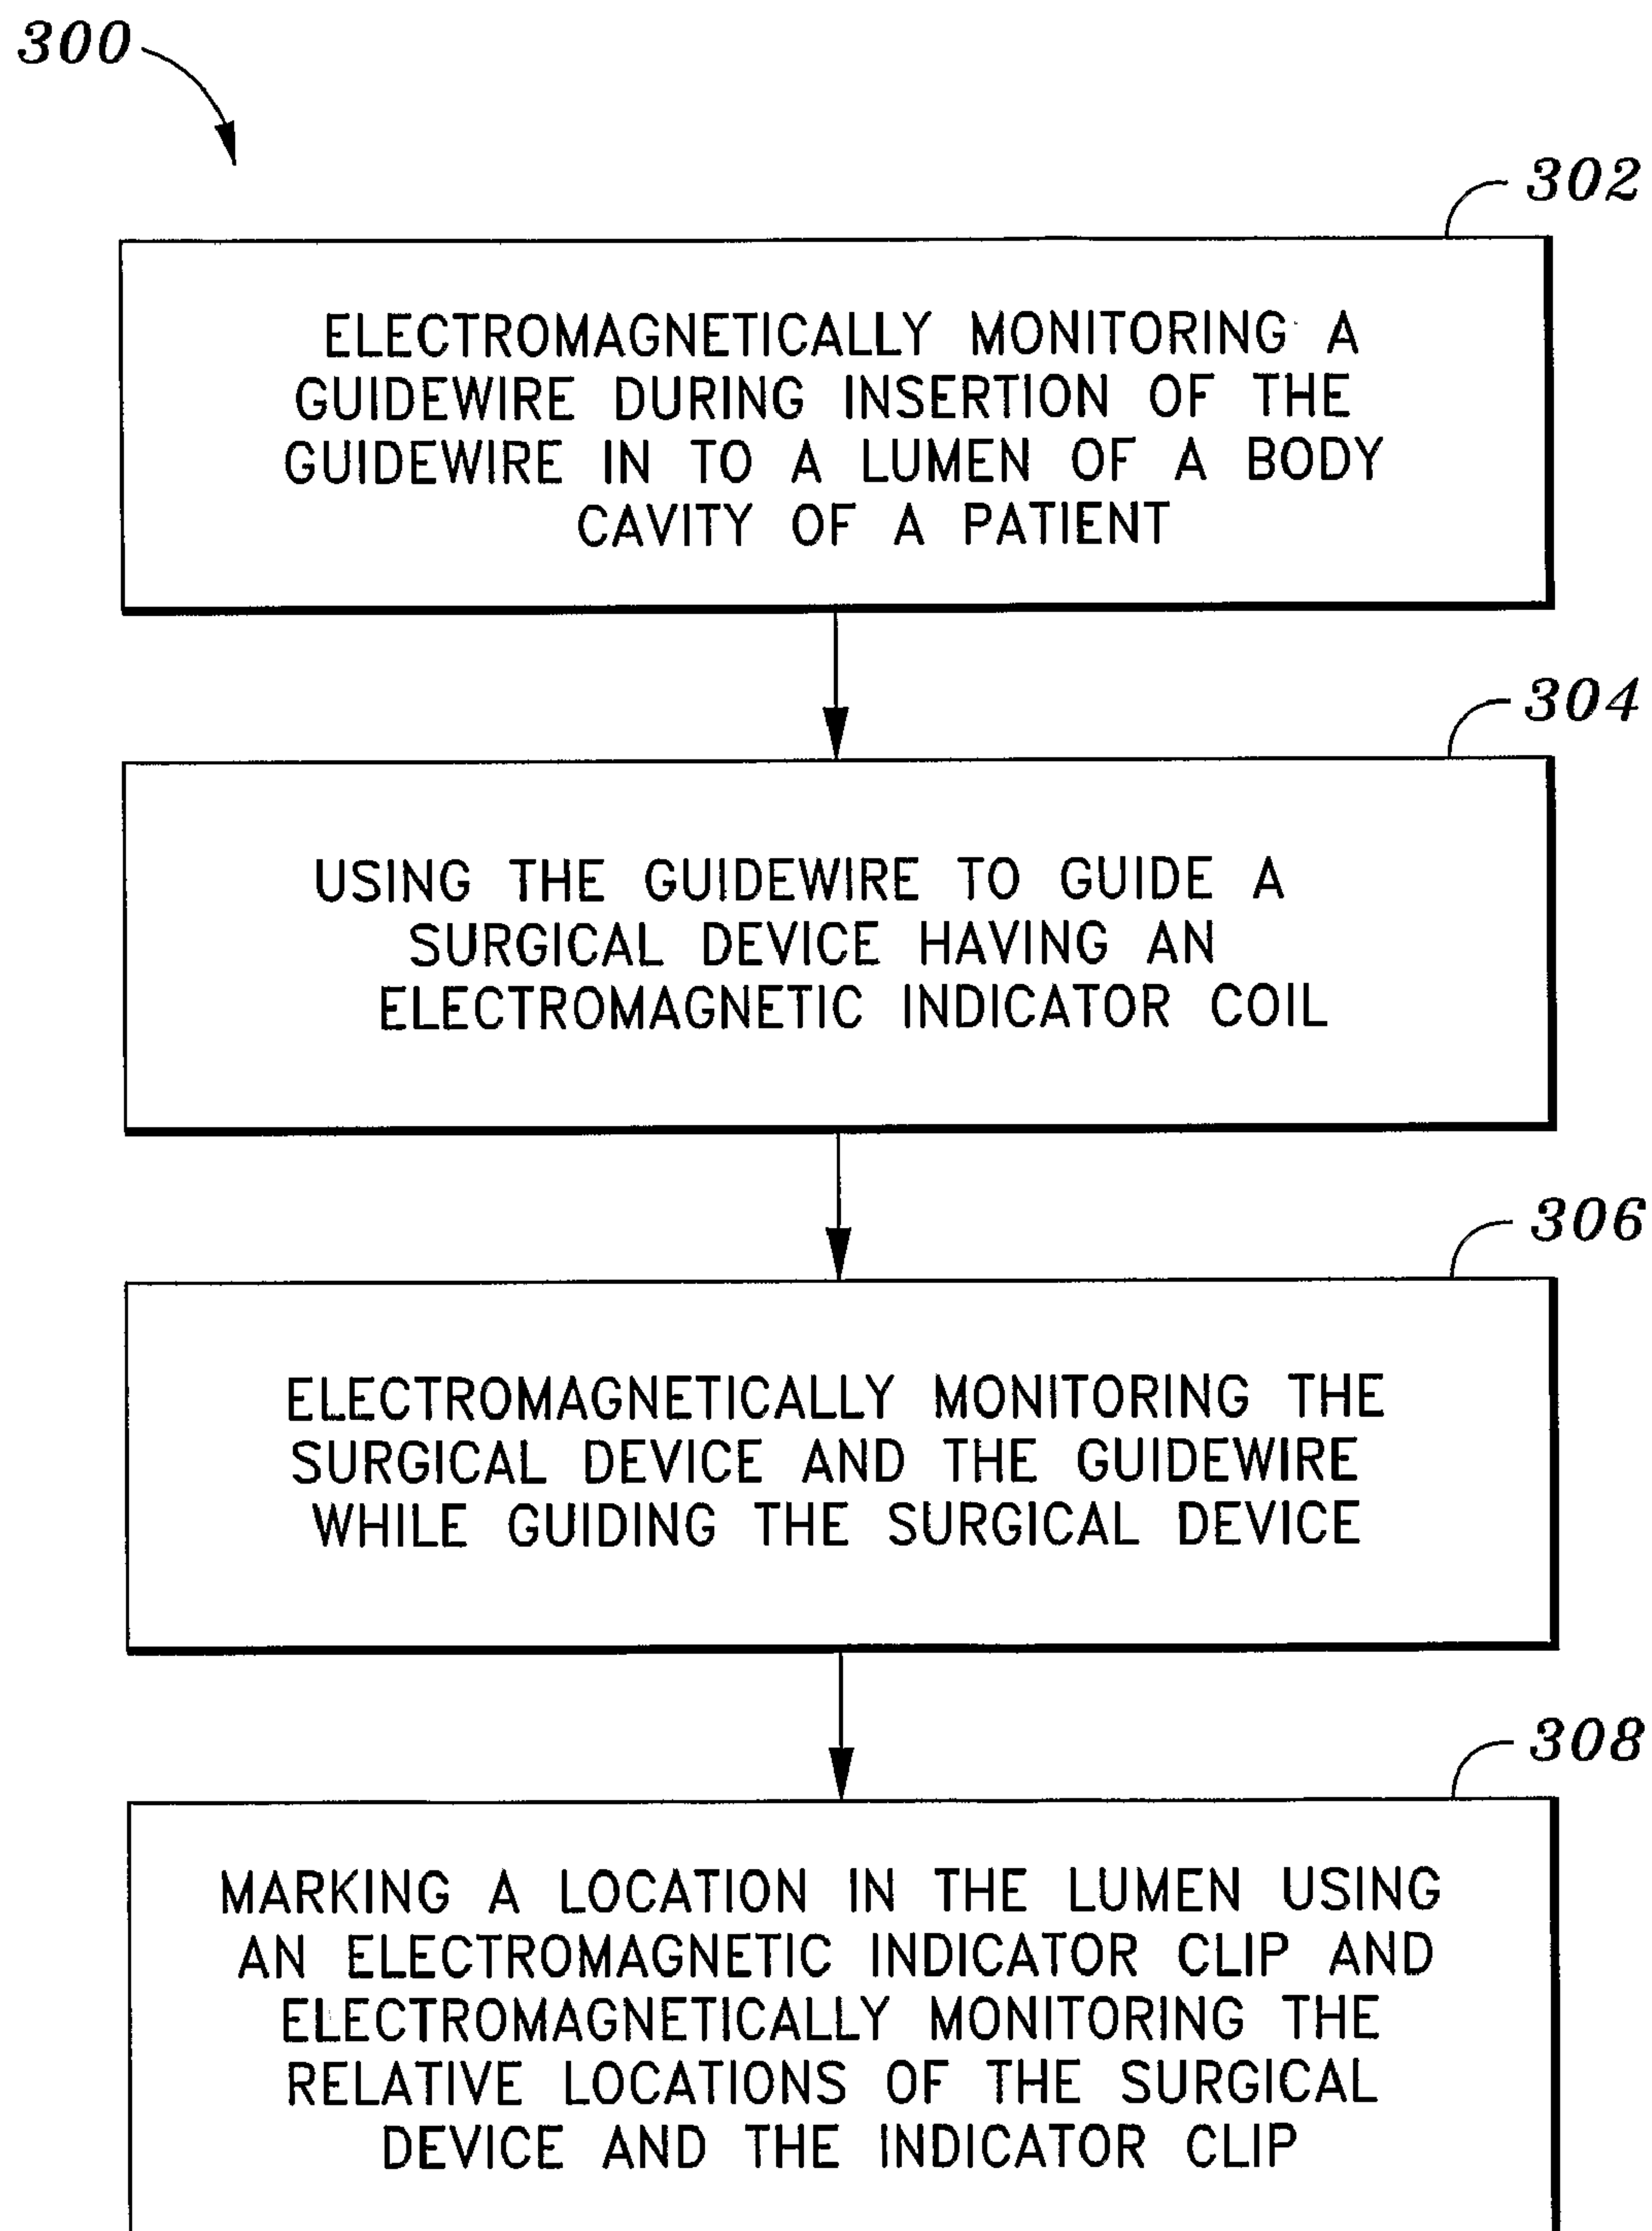 300
302
ELECTROMAGNETICALLY MONITORING A
GUIDEWIRE DURING INSERTION OF THE
GUIDEWIRE IN TO A LUMEN OF A BODY
CAVITY OF A PATIENT
304
USING THE GUIDEWIRE TO GUIDE A
SURGICAL DEVICE HAVING AN
ELECTROMAGNETIC INDICATOR COIL
306
ELECTROMAGNETICALLY MONITORING THE
SURGICAL DEVICE AND THE GUIDEWIRE
WHILE GUIDING THE SURGICAL DEVICE
308
MARKING A LOCATION IN THE LUMEN USING
AN ELECTROMAGNETIC INDICATOR CLIP AND
ELECTROMAGNETICALLY MONITORING THE
RELATIVE LOCATIONS OF THE SURGICAL
DEVICE AND THE INDICATOR CLIP